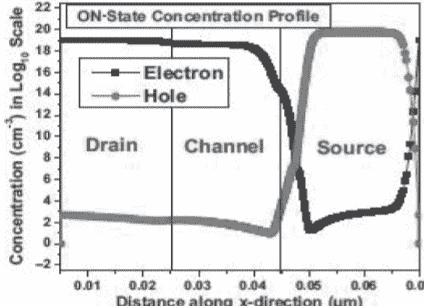 ON-State Concentration Profile
Concentration (cm⁻³) in Log₁₀ Scale
22
20
18
16
14
12
10
8
6
4
2
0
−2
Electron
Hole
Drain
Channel
Source
0.01
0.02
0.03
0.04
0.05
0.06
0.0
Distance along x-direction (um)